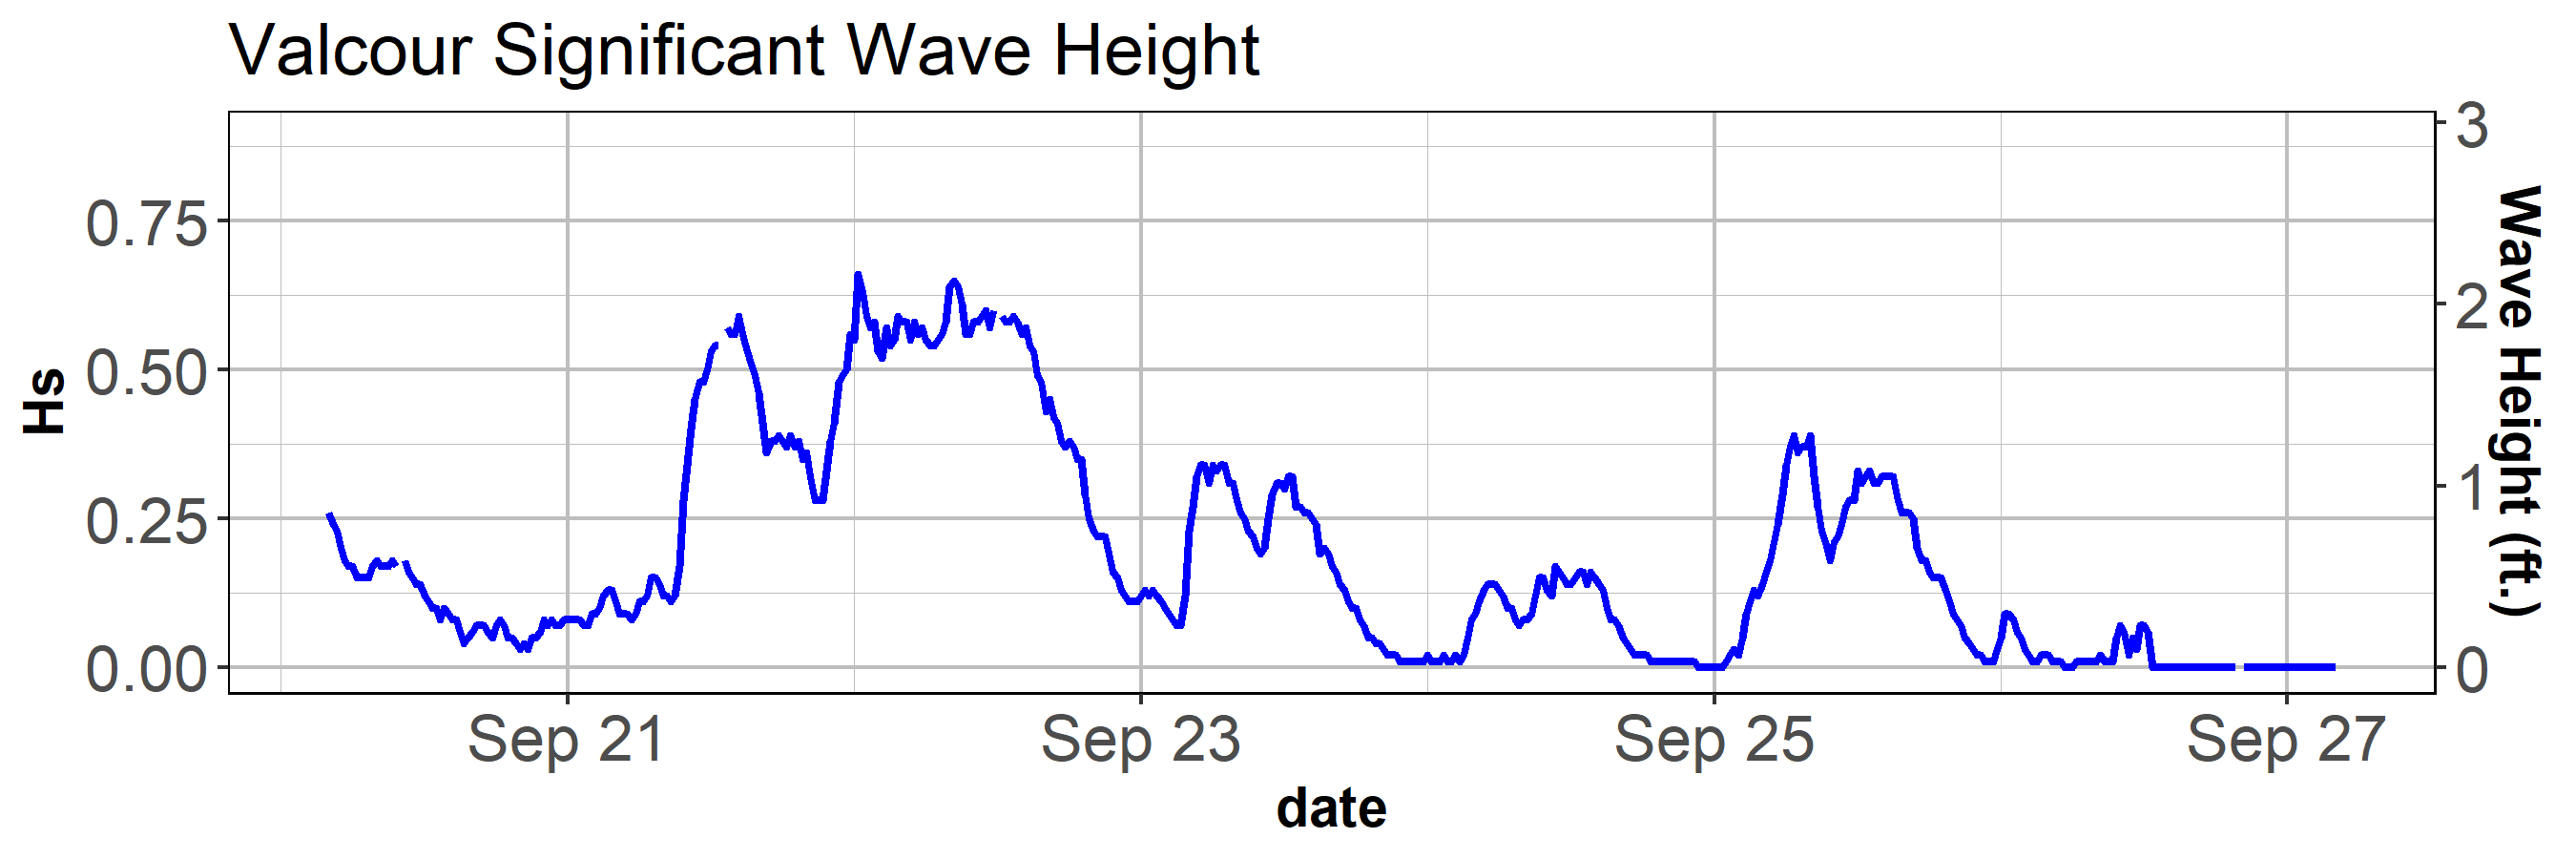 Valcour Significant Wave Height
Hs
0.75
0.50
0.25
0.00
3
2
1
0
Wave Height (ft.)
Sep 21
Sep 23
Sep 25
Sep 27
date